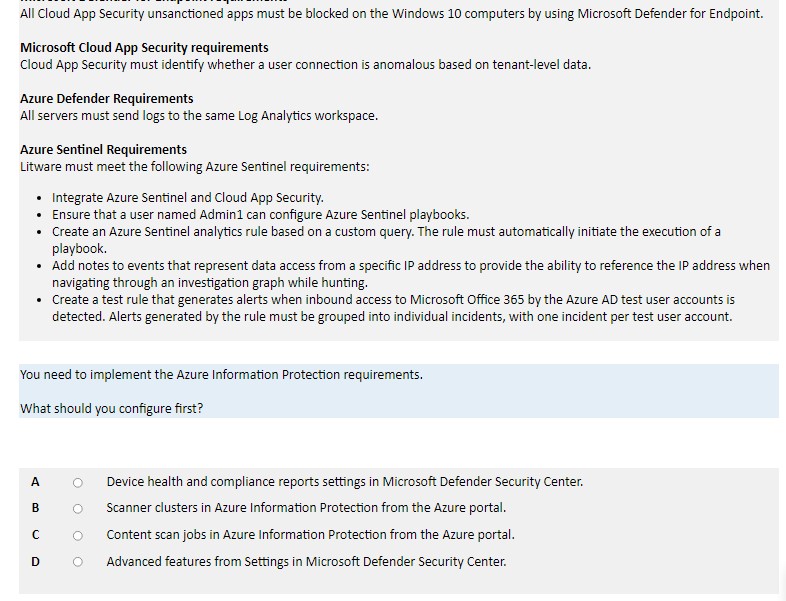 All Cloud App Security unsanctioned apps must be blocked on the Windows 10 computers by using Microsoft Defender for Endpoint.
Microsoft Cloud App Security requirements
Cloud App Security must identify whether a user connection is anomalous based on tenant-level data.
Azure Defender Requirements
All servers must send logs to the same Log Analytics workspace.
Azure Sentinel Requirements
Litware must meet the following Azure Sentinel requirements:
• Integrate Azure Sentinel and Cloud App Security.
• Ensure that a user named Admin1 can configure Azure Sentinel playbooks.
• Create an Azure Sentinel analytics rule based on a custom query. The rule must automatically initiate the execution of a
playbook.
• Add notes to events that represent data access from a specific IP address to provide the ability to reference the IP address when
navigating through an investigation graph while hunting.
• Create a test rule that generates alerts when inbound access to Microsoft Office 365 by the Azure AD test user accounts is
detected. Alerts generated by the rule must be grouped into individual incidents, with one incident per test user account.
You need to implement the Azure Information Protection requirements.
What should you configure first?
A Device health and compliance reports settings in Microsoft Defender Security Center.
B Scanner clusters in Azure Information Protection from the Azure portal.
C Content scan jobs in Azure Information Protection from the Azure portal.
D Advanced features from Settings in Microsoft Defender Security Center.